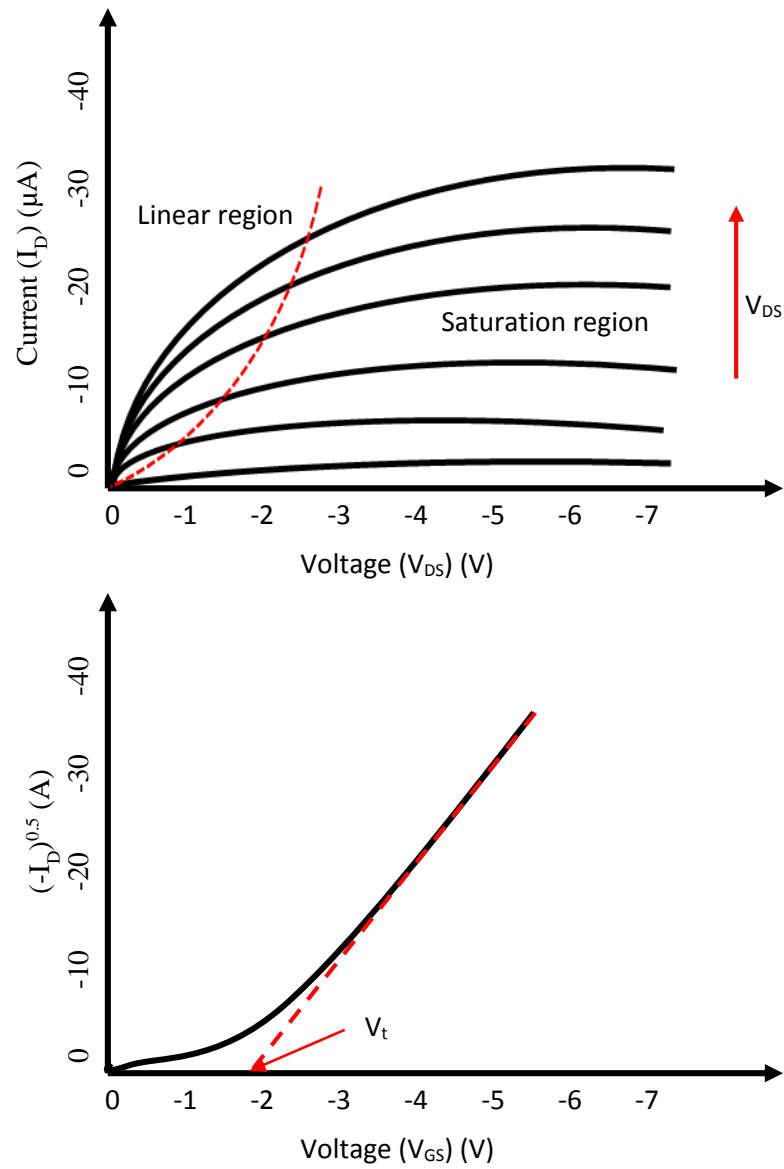 -40
-30
-20
-10
0
Current (I_D) (µA)
Linear region
Saturation region
V_DS
0 -1 -2 -3 -4 -5 -6 -7
Voltage (V_DS) (V)
-40
-30
-20
-10
0
(-I_D)^0.5 (A)
V_t
0 -1 -2 -3 -4 -5 -6 -7
Voltage (V_GS) (V)